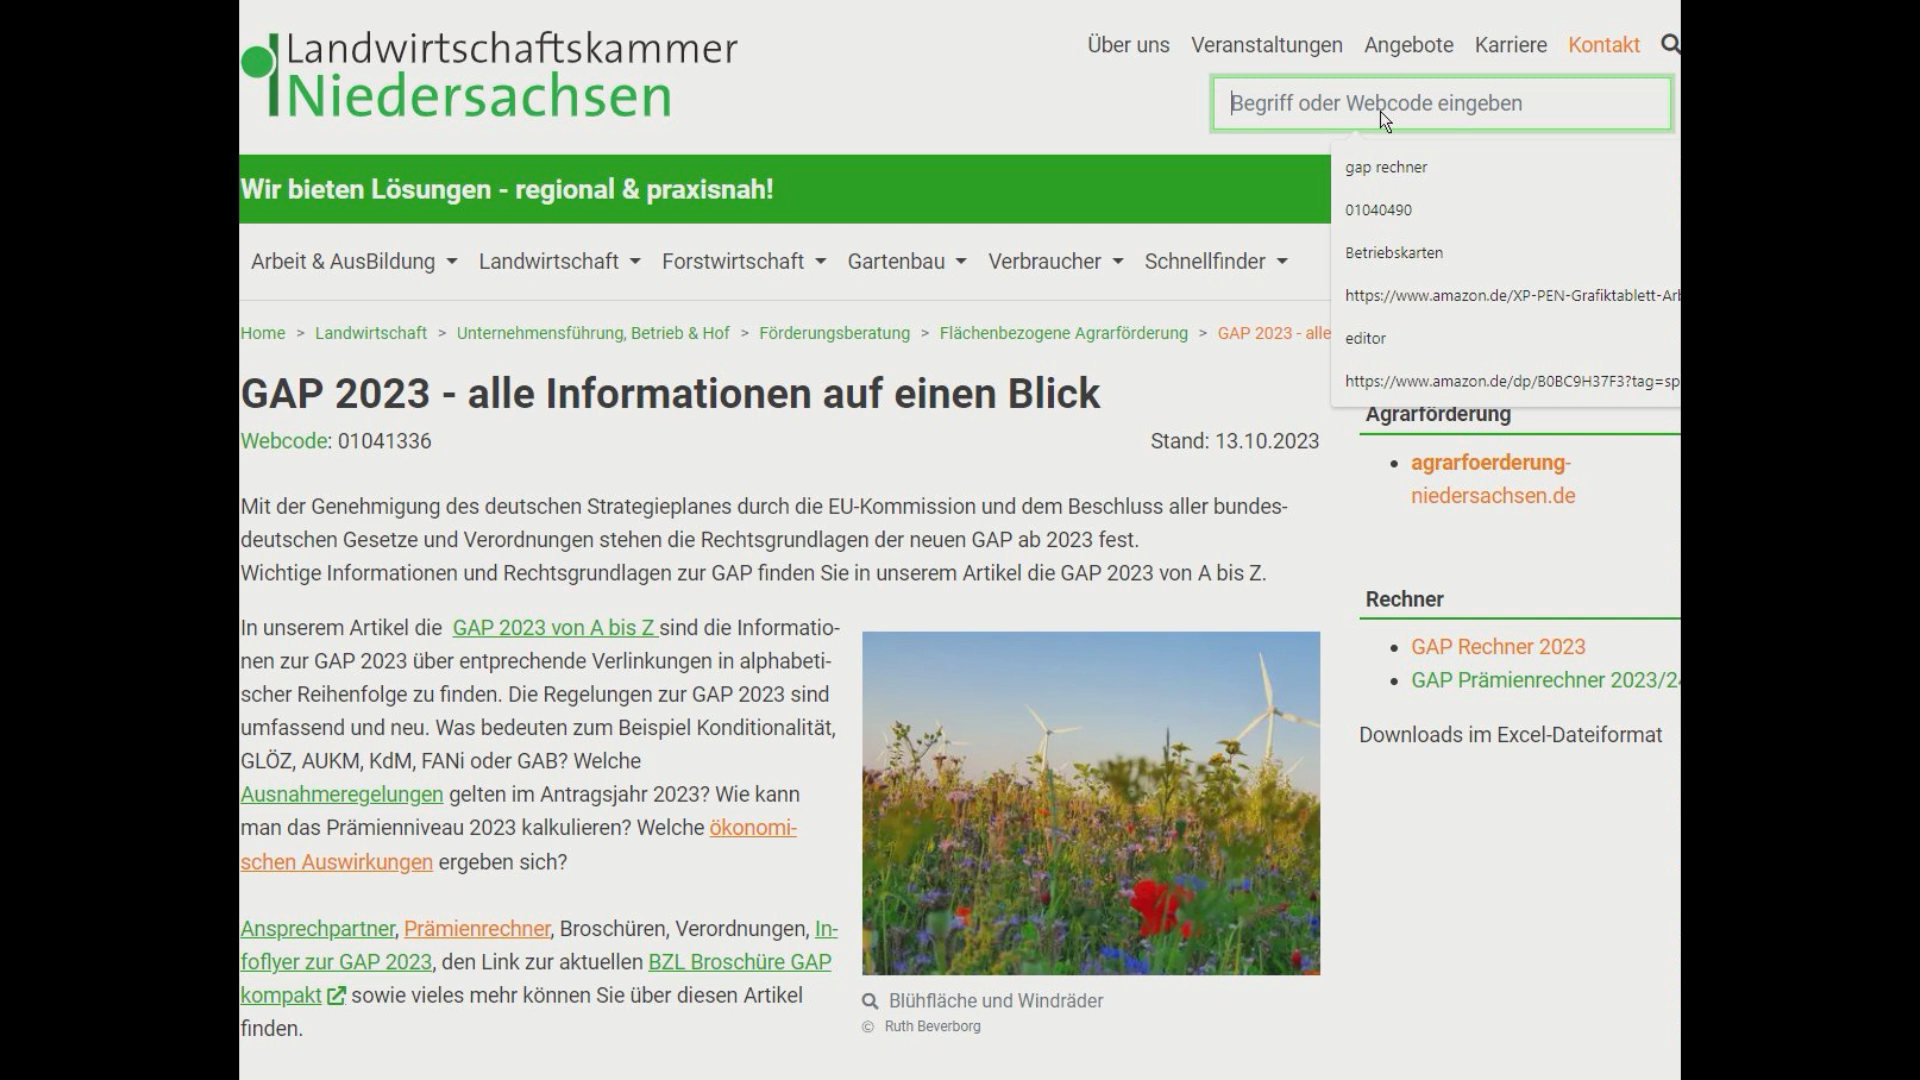 Landwirtschaftskammer
Niedersachsen
Über uns Veranstaltungen Angebote Karriere Kontakt
Begriff oder Webcode eingeben
gap rechner
01040490
Betriebskarten
https://www.amazon.de/XP-PEN-Grafiktablett-Ar
editor
https://www.amazon.de/dp/B0BC9H37F3?tag=sp
Wir bieten Lösungen - regional & praxisnah!
Arbeit & AusBildung Landwirtschaft Forstwirtschaft Gartenbau Verbraucher Schnellfinder
Home > Landwirtschaft > Unternehmensführung, Betrieb & Hof > Förderungsberatung > Flächenbezogene Agrarförderung > GAP 2023 - alle
GAP 2023 - alle Informationen auf einen Blick
Webcode: 01041336 Stand: 13.10.2023
Mit der Genehmigung des deutschen Strategieplanes durch die EU-Kommission und dem Beschluss aller bundes-
deutschen Gesetze und Verordnungen stehen die Rechtsgrundlagen der neuen GAP ab 2023 fest.
Wichtige Informationen und Rechtsgrundlagen zur GAP finden Sie in unserem Artikel die GAP 2023 von A bis Z.
In unserem Artikel die GAP 2023 von A bis Z sind die Informatio-
nen zur GAP 2023 über entprechende Verlinkungen in alphabeti-
scher Reihenfolge zu finden. Die Regelungen zur GAP 2023 sind
umfassend und neu. Was bedeuten zum Beispiel Konditionalität,
GLÖZ, AUKM, KdM, FANi oder GAB? Welche
Ausnahmeregelungen gelten im Antragsjahr 2023? Wie kann
man das Prämienniveau 2023 kalkulieren? Welche ökonomi-
schen Auswirkungen ergeben sich?
Ansprechpartner, Prämienrechner, Broschüren, Verordnungen, In-
foflyer zur GAP 2023, den Link zur aktuellen BZL Broschüre GAP
kompakt sowie vieles mehr können Sie über diesen Artikel
finden.
Blühfläche und Windräder
© Ruth Beverborg
Agrarförderung
agrarfoerderung-
niedersachsen.de
Rechner
GAP Rechner 2023
GAP Prämienrechner 2023/24
Downloads im Excel-Dateiformat